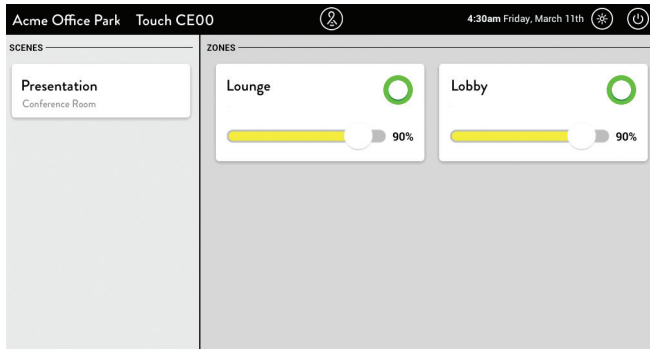 Acme Office Park Touch CE00
4:30am Friday, March 11th
SCENES
Presentation
Conference Room
ZONES
Lounge
90%
Lobby
90%